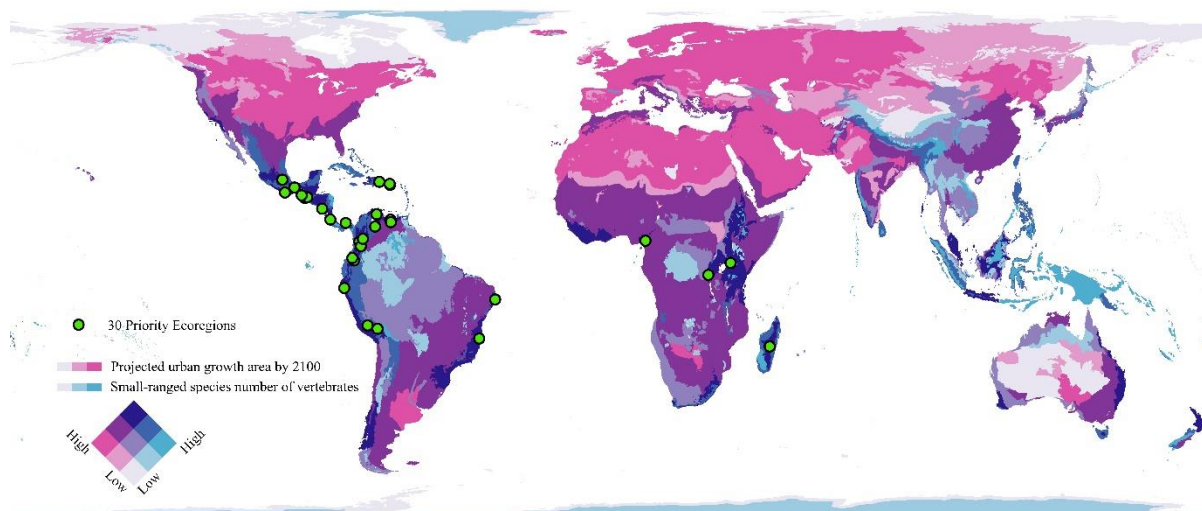 30 Priority Ecoregions
Projected urban growth area by 2100
Small-ranged species number of vertebrates
High
High
Low
Low